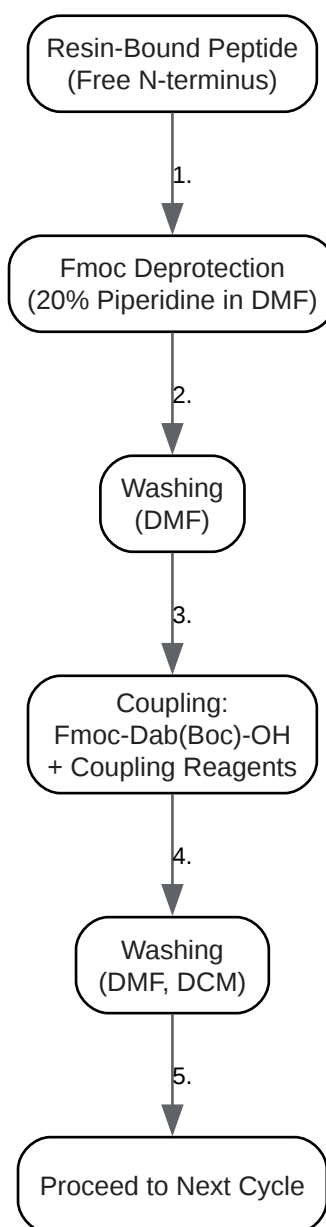 Resin-Bound Peptide
(Free N-terminus)
1.
Fmoc Deprotection
(20% Piperidine in DMF)
2.
Washing
(DMF)
3.
Coupling:
Fmoc-Dab(Boc)-OH
+ Coupling Reagents
4.
Washing
(DMF, DCM)
5.
Proceed to Next Cycle